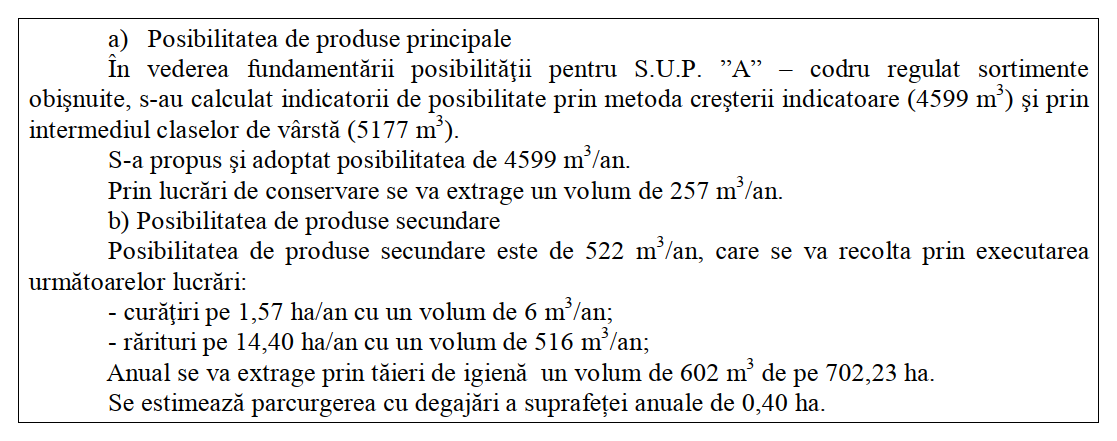 a) Posibilitatea de produse principale
În vederea fundamentării posibilităţii pentru S.U.P. ”A” – codru regulat sortimente
obişnuite, s-au calculat indicatorii de posibilitate prin metoda creşterii indicatoare (4599 m³) şi prin
intermediul claselor de vârstă (5177 m³).
S-a propus şi adoptat posibilitatea de 4599 m³/an.
Prin lucrări de conservare se va extrage un volum de 257 m³/an.
b) Posibilitatea de produse secundare
Posibilitatea de produse secundare este de 522 m³/an, care se va recolta prin executarea
următoarelor lucrări:
- curăţiri pe 1,57 ha/an cu un volum de 6 m³/an;
- rărituri pe 14,40 ha/an cu un volum de 516 m³/an;
Anual se va extrage prin tăieri de igienă un volum de 602 m³ de pe 702,23 ha.
Se estimează parcurgerea cu degajări a suprafeței anuale de 0,40 ha.